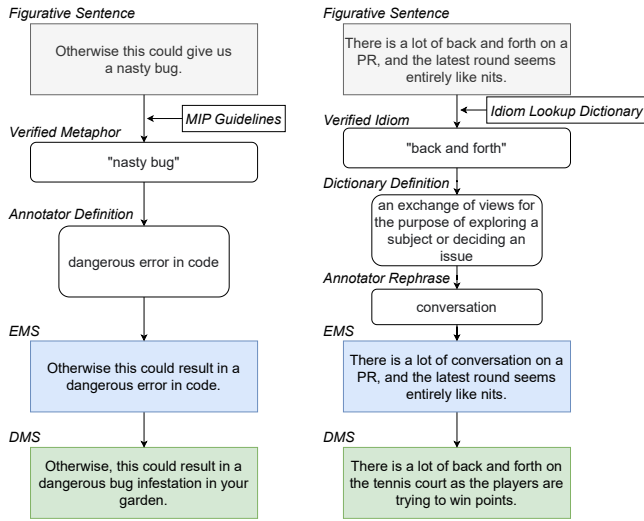 Figurative Sentence
Otherwise this could give us
a nasty bug.
MIP Guidelines
Verified Metaphor
"nasty bug"
Annotator Definition
dangerous error in code
EMS
Otherwise this could result in a
dangerous error in code.
DMS
Otherwise, this could result in a
dangerous bug infestation in your
garden.
Figurative Sentence
There is a lot of back and forth on a
PR, and the latest round seems
entirely like nits.
Idiom Lookup Dictionary
Verified Idiom
"back and forth"
Dictionary Definition
an exchange of views for
the purpose of exploring a
subject or deciding an
issue
Annotator Rephrase
conversation
EMS
There is a lot of conversation on a
PR, and the latest round seems
entirely like nits.
DMS
There is a lot of back and forth on
the tennis court as the players are
trying to win points.